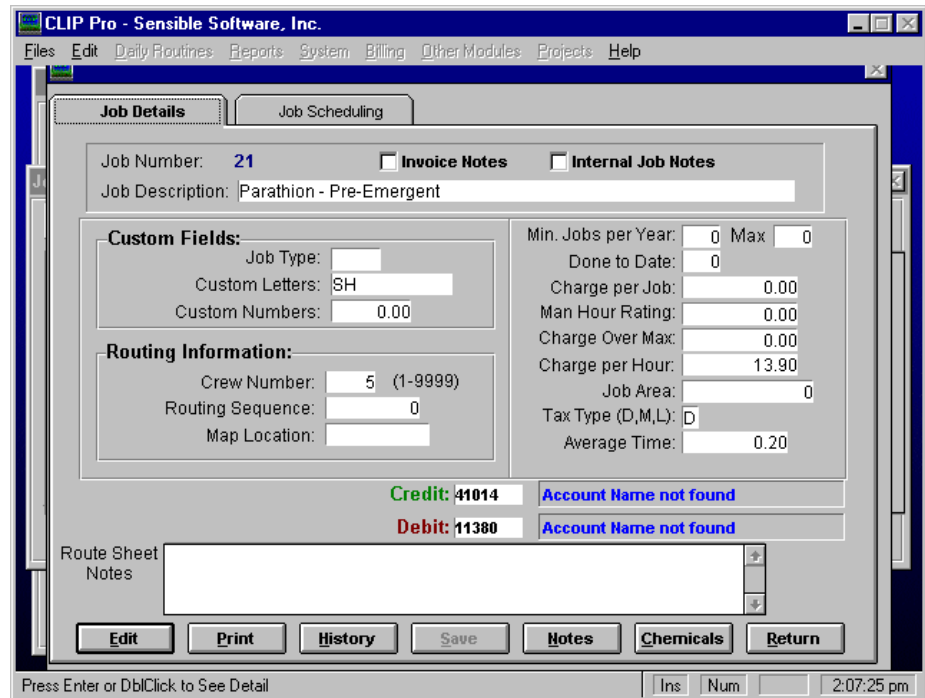 CLIP Pro - Sensible Software, Inc.
Files Edit Daily Routines Reports System Billing Other Modules Projects Help
Job Details Job Scheduling
Job Number: 21 Invoice Notes Internal Job Notes
Job Description: Parathion - Pre-Emergent
Custom Fields:
Job Type:
Custom Letters: SH
Custom Numbers: 0.00
Routing Information:
Crew Number: 5 (1-9999)
Routing Sequence: 0
Map Location:
Min. Jobs per Year: 0 Max 0
Done to Date: 0
Charge per Job: 0.00
Man Hour Rating: 0.00
Charge Over Max: 0.00
Charge per Hour: 13.90
Job Area: 0
Tax Type (D,M,L): D
Average Time: 0.20
Credit: 41014 Account Name not found
Debit: 11380 Account Name not found
Route Sheet
Notes
Edit Print History Save Notes Chemicals Return
Press Enter or DblClick to See Detail Ins Num 2:07:25 pm